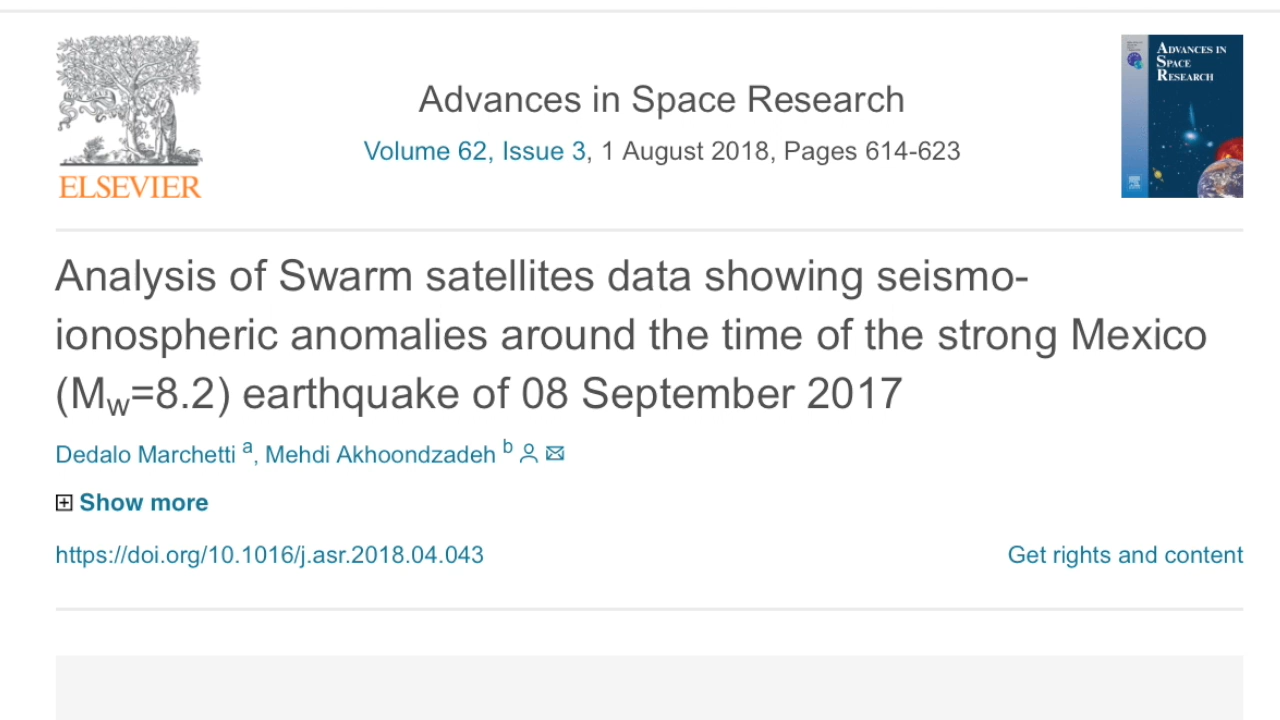 ELSEVIER
Advances in Space Research
Volume 62, Issue 3, 1 August 2018, Pages 614-623
ADVANCES IN
SPACE
RESEARCH
Analysis of Swarm satellites data showing seismo-
ionospheric anomalies around the time of the strong Mexico
(Mw=8.2) earthquake of 08 September 2017
Dedalo Marchetti a, Mehdi Akhoondzadeh b
Show more
https://doi.org/10.1016/j.asr.2018.04.043
Get rights and content